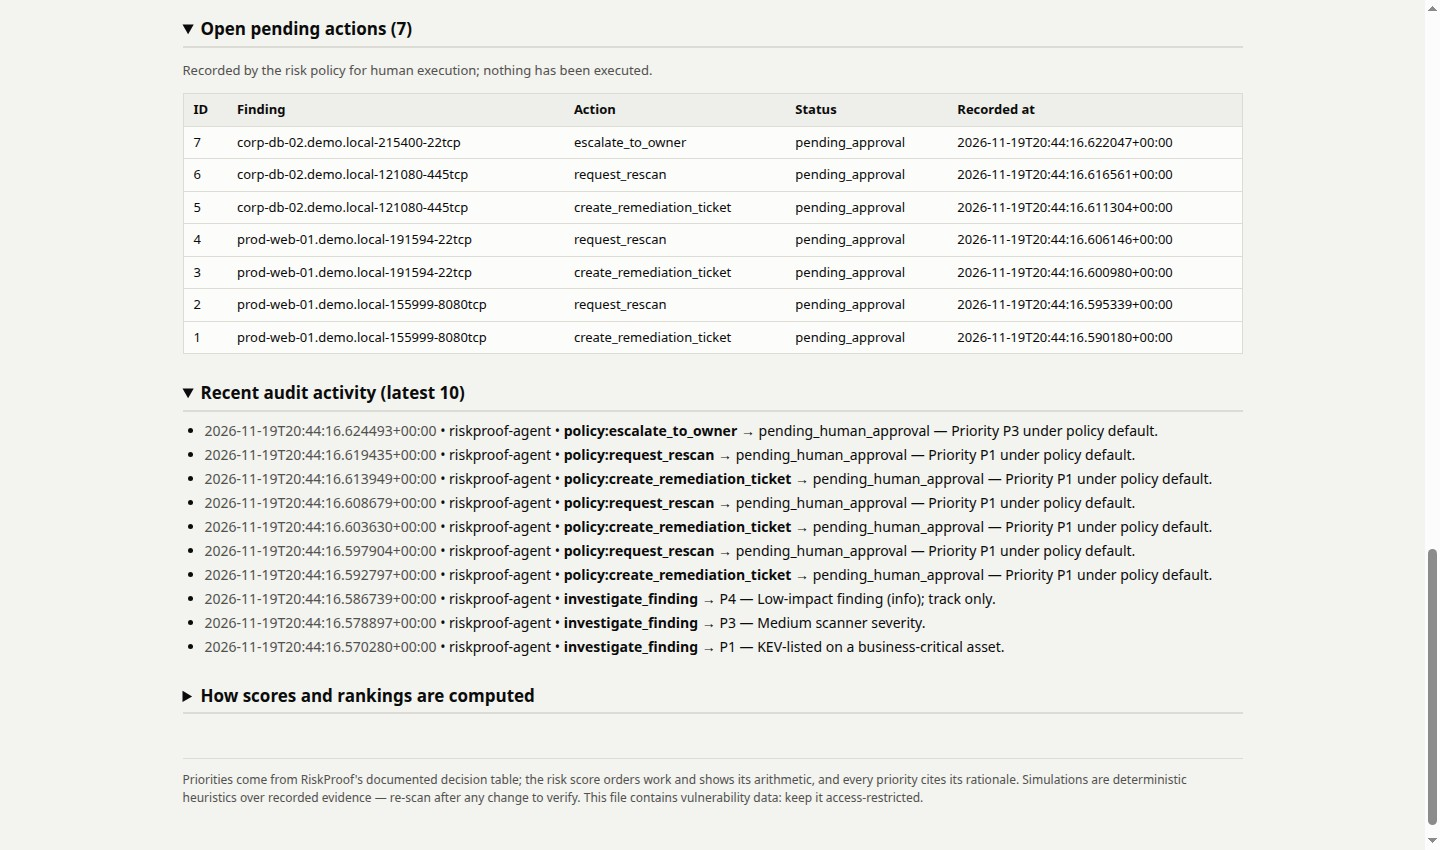 Open pending actions (7)
Recorded by the risk policy for human execution; nothing has been executed.
ID Finding Action Status Recorded at
7 corp-db-02.demo.local-215400-22tcp escalate_to_owner pending_approval 2026-11-19T20:44:16.622047+00:00
6 corp-db-02.demo.local-121080-445tcp request_rescan pending_approval 2026-11-19T20:44:16.616561+00:00
5 corp-db-02.demo.local-121080-445tcp create_remediation_ticket pending_approval 2026-11-19T20:44:16.611304+00:00
4 prod-web-01.demo.local-191594-22tcp request_rescan pending_approval 2026-11-19T20:44:16.606146+00:00
3 prod-web-01.demo.local-191594-22tcp create_remediation_ticket pending_approval 2026-11-19T20:44:16.600980+00:00
2 prod-web-01.demo.local-155999-8080tcp request_rescan pending_approval 2026-11-19T20:44:16.595339+00:00
1 prod-web-01.demo.local-155999-8080tcp create_remediation_ticket pending_approval 2026-11-19T20:44:16.590180+00:00
Recent audit activity (latest 10)
2026-11-19T20:44:16.624493+00:00 • riskproof-agent • policy:escalate_to_owner → pending_human_approval — Priority P3 under policy default.
2026-11-19T20:44:16.619435+00:00 • riskproof-agent • policy:request_rescan → pending_human_approval — Priority P1 under policy default.
2026-11-19T20:44:16.613949+00:00 • riskproof-agent • policy:create_remediation_ticket → pending_human_approval — Priority P1 under policy default.
2026-11-19T20:44:16.608679+00:00 • riskproof-agent • policy:request_rescan → pending_human_approval — Priority P1 under policy default.
2026-11-19T20:44:16.603630+00:00 • riskproof-agent • policy:create_remediation_ticket → pending_human_approval — Priority P1 under policy default.
2026-11-19T20:44:16.597904+00:00 • riskproof-agent • policy:request_rescan → pending_human_approval — Priority P1 under policy default.
2026-11-19T20:44:16.592797+00:00 • riskproof-agent • policy:create_remediation_ticket → pending_human_approval — Priority P1 under policy default.
2026-11-19T20:44:16.586739+00:00 • riskproof-agent • investigate_finding → P4 — Low-impact finding (info); track only.
2026-11-19T20:44:16.578897+00:00 • riskproof-agent • investigate_finding → P3 — Medium scanner severity.
2026-11-19T20:44:16.570280+00:00 • riskproof-agent • investigate_finding → P1 — KEV-listed on a business-critical asset.
How scores and rankings are computed
Priorities come from RiskProof's documented decision table; the risk score orders work and shows its arithmetic, and every priority cites its rationale. Simulations are deterministic
heuristics over recorded evidence — re-scan after any change to verify. This file contains vulnerability data: keep it access-restricted.